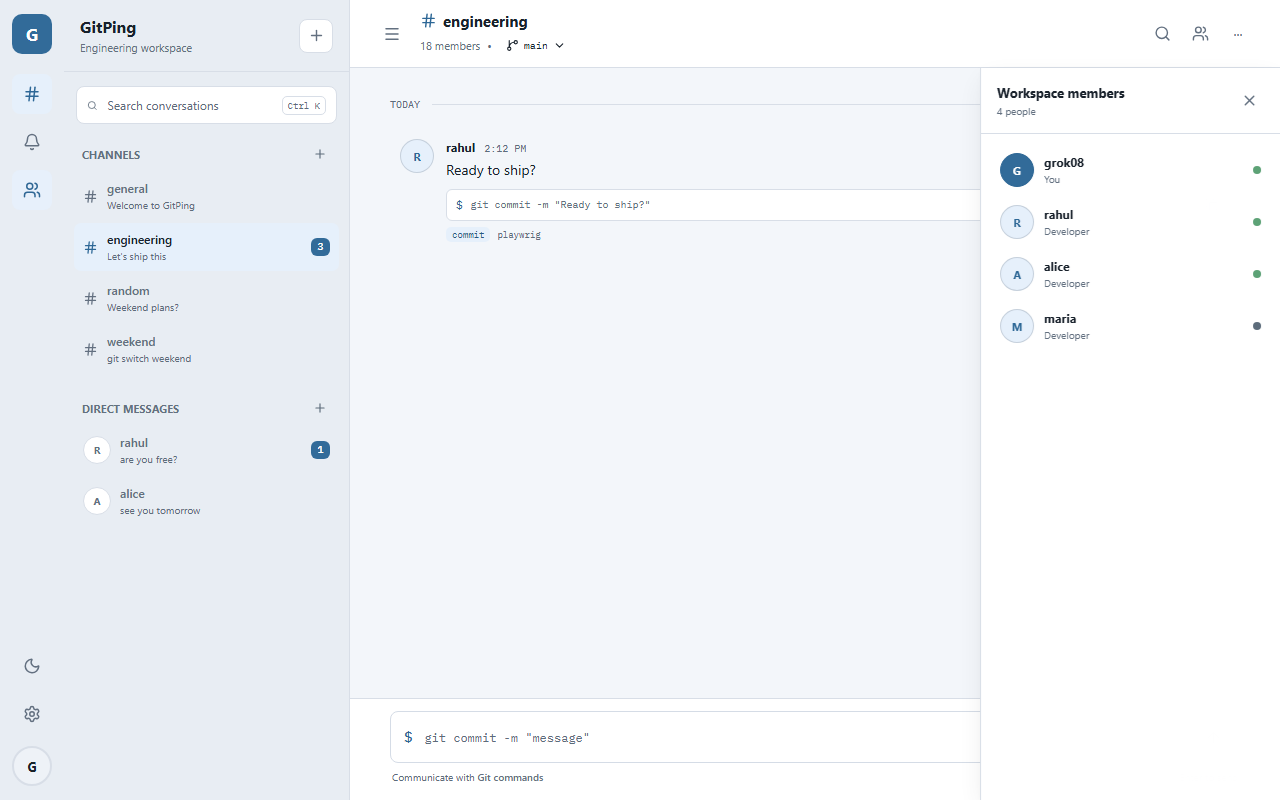 G
GitPing
Engineering workspace
Search conversations
Ctrl K
CHANNELS
general
Welcome to GitPing
engineering
Let's ship this
3
random
Weekend plans?
weekend
git switch weekend
DIRECT MESSAGES
R
rahul
are you free?
1
A
alice
see you tomorrow
G
# engineering
18 members • main
TODAY
R
rahul 2:12 PM
Ready to ship?
$ git commit -m "Ready to ship?"
commit playwrig
$ git commit -m "message"
Communicate with Git commands
Workspace members
4 people
G
grok08
You
R
rahul
Developer
A
alice
Developer
M
maria
Developer